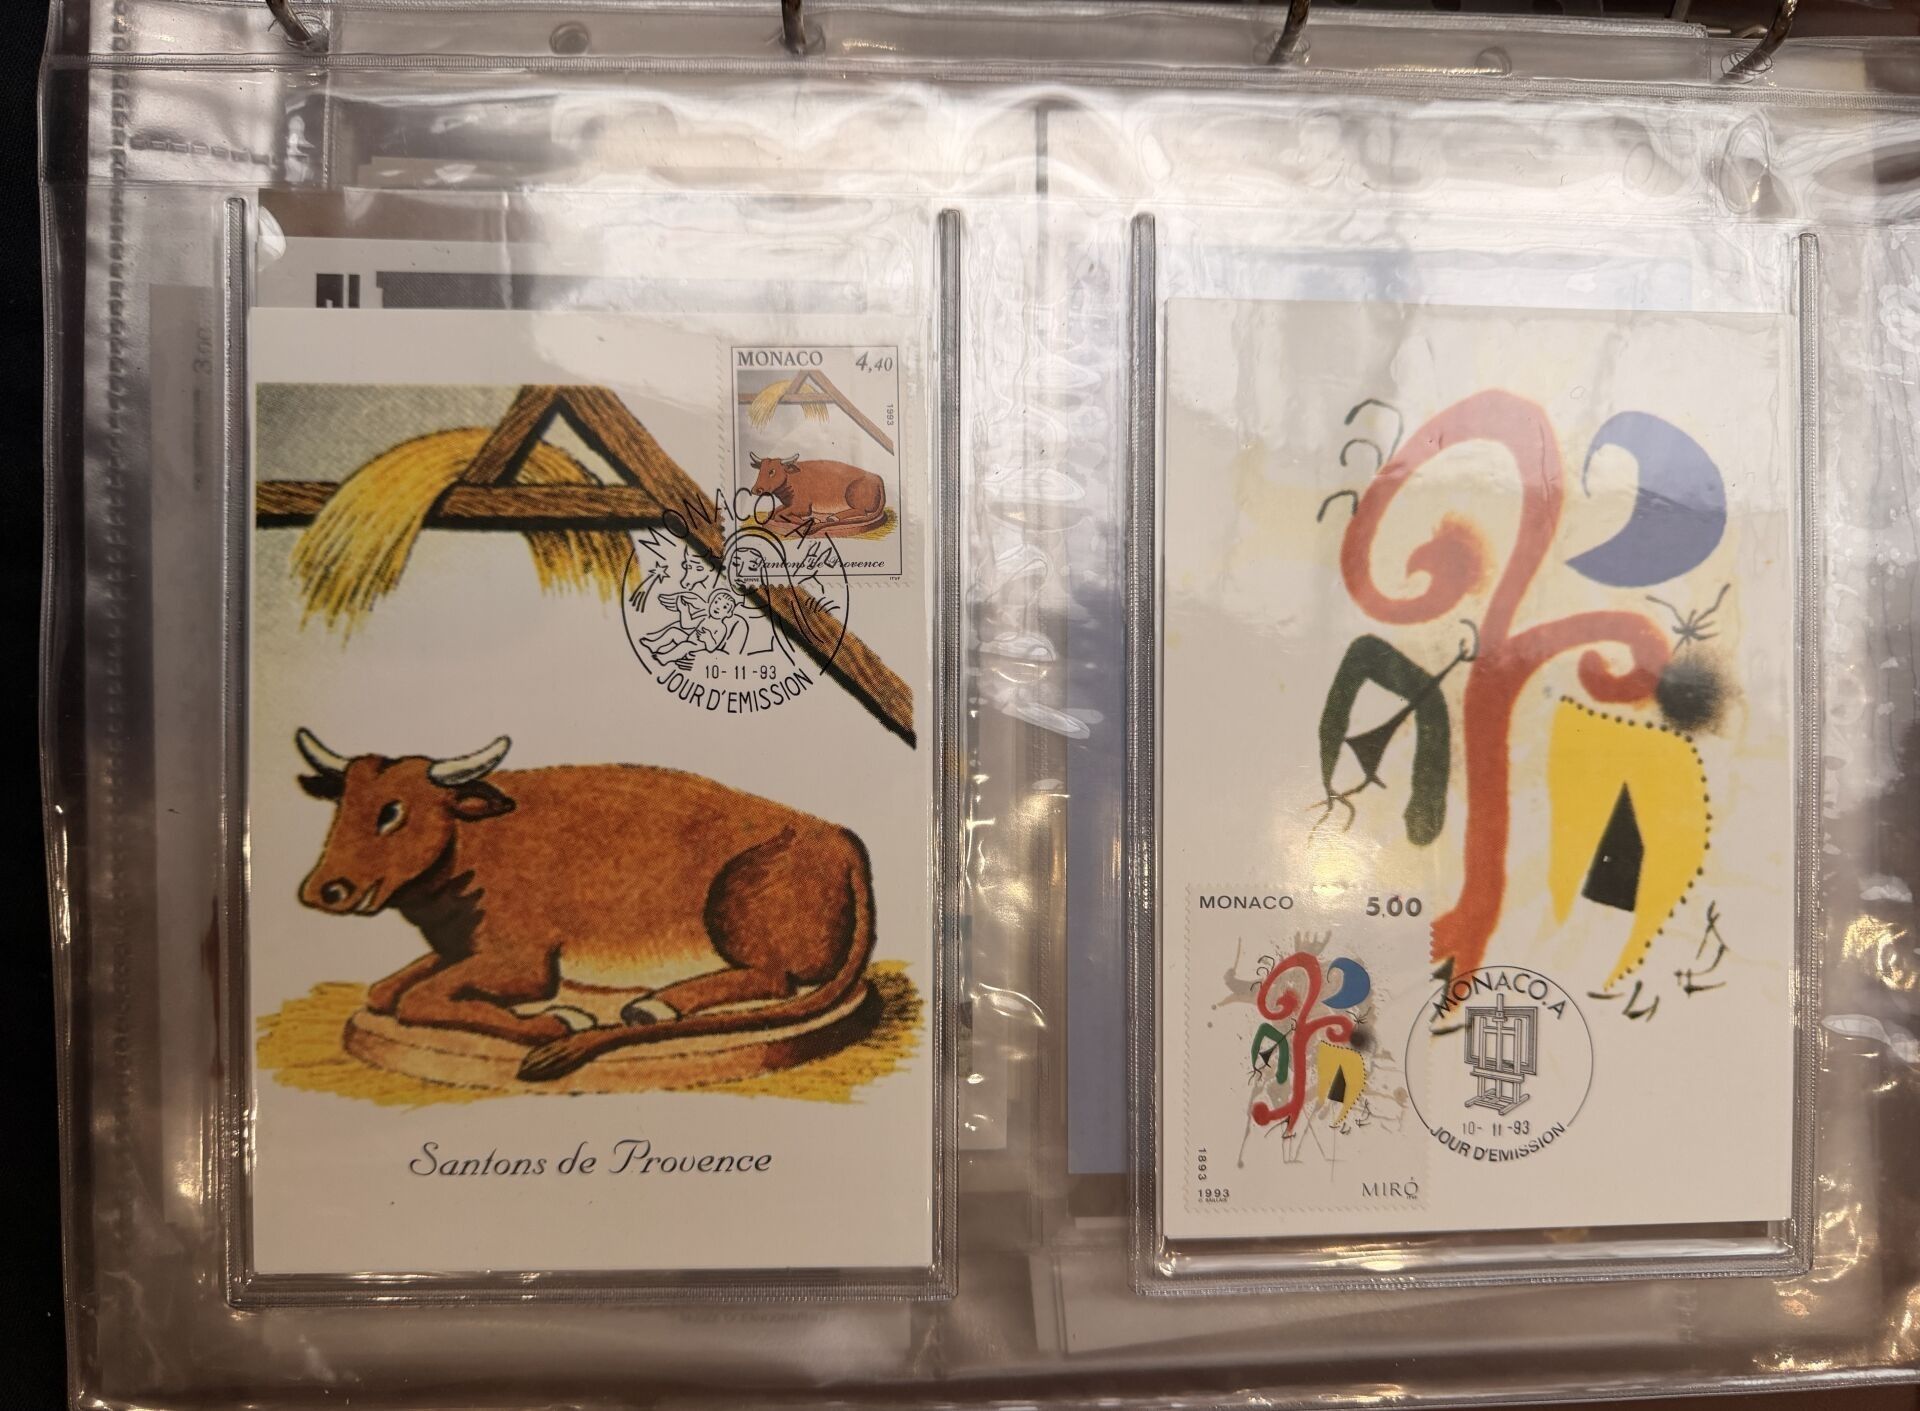 MONACO 4,40
1993
Santons de Provence
MONACO.A
10-11-93
JOUR D'EMISSION
Santons de Provence
MONACO 5,00
MONACO.A
10-11-93
JOUR D'EMISSION
1893
1993
MIRÓ